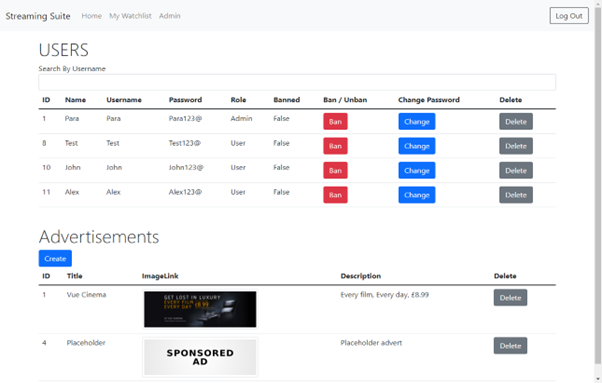 Streaming Suite Home My Watchlist Admin Log Out
USERS
Search By Username
ID Name Username Password Role Banned Ban / Unban Change Password Delete
1 Para Para Para123@ Admin False Ban Change Delete
8 Test Test Test123@ User False Ban Change Delete
10 John John John123@ User False Ban Change Delete
11 Alex Alex Alex123@ User False Ban Change Delete
Advertisements
Create
ID Title ImageLink Description Delete
1 Vue Cinema Every film, Every day, £8.99 Delete
GET LOST IN LUXURY
EVERY FILM
EVERY DAY £8.99
4 Placeholder Placeholder advert Delete
SPONSORED
AD